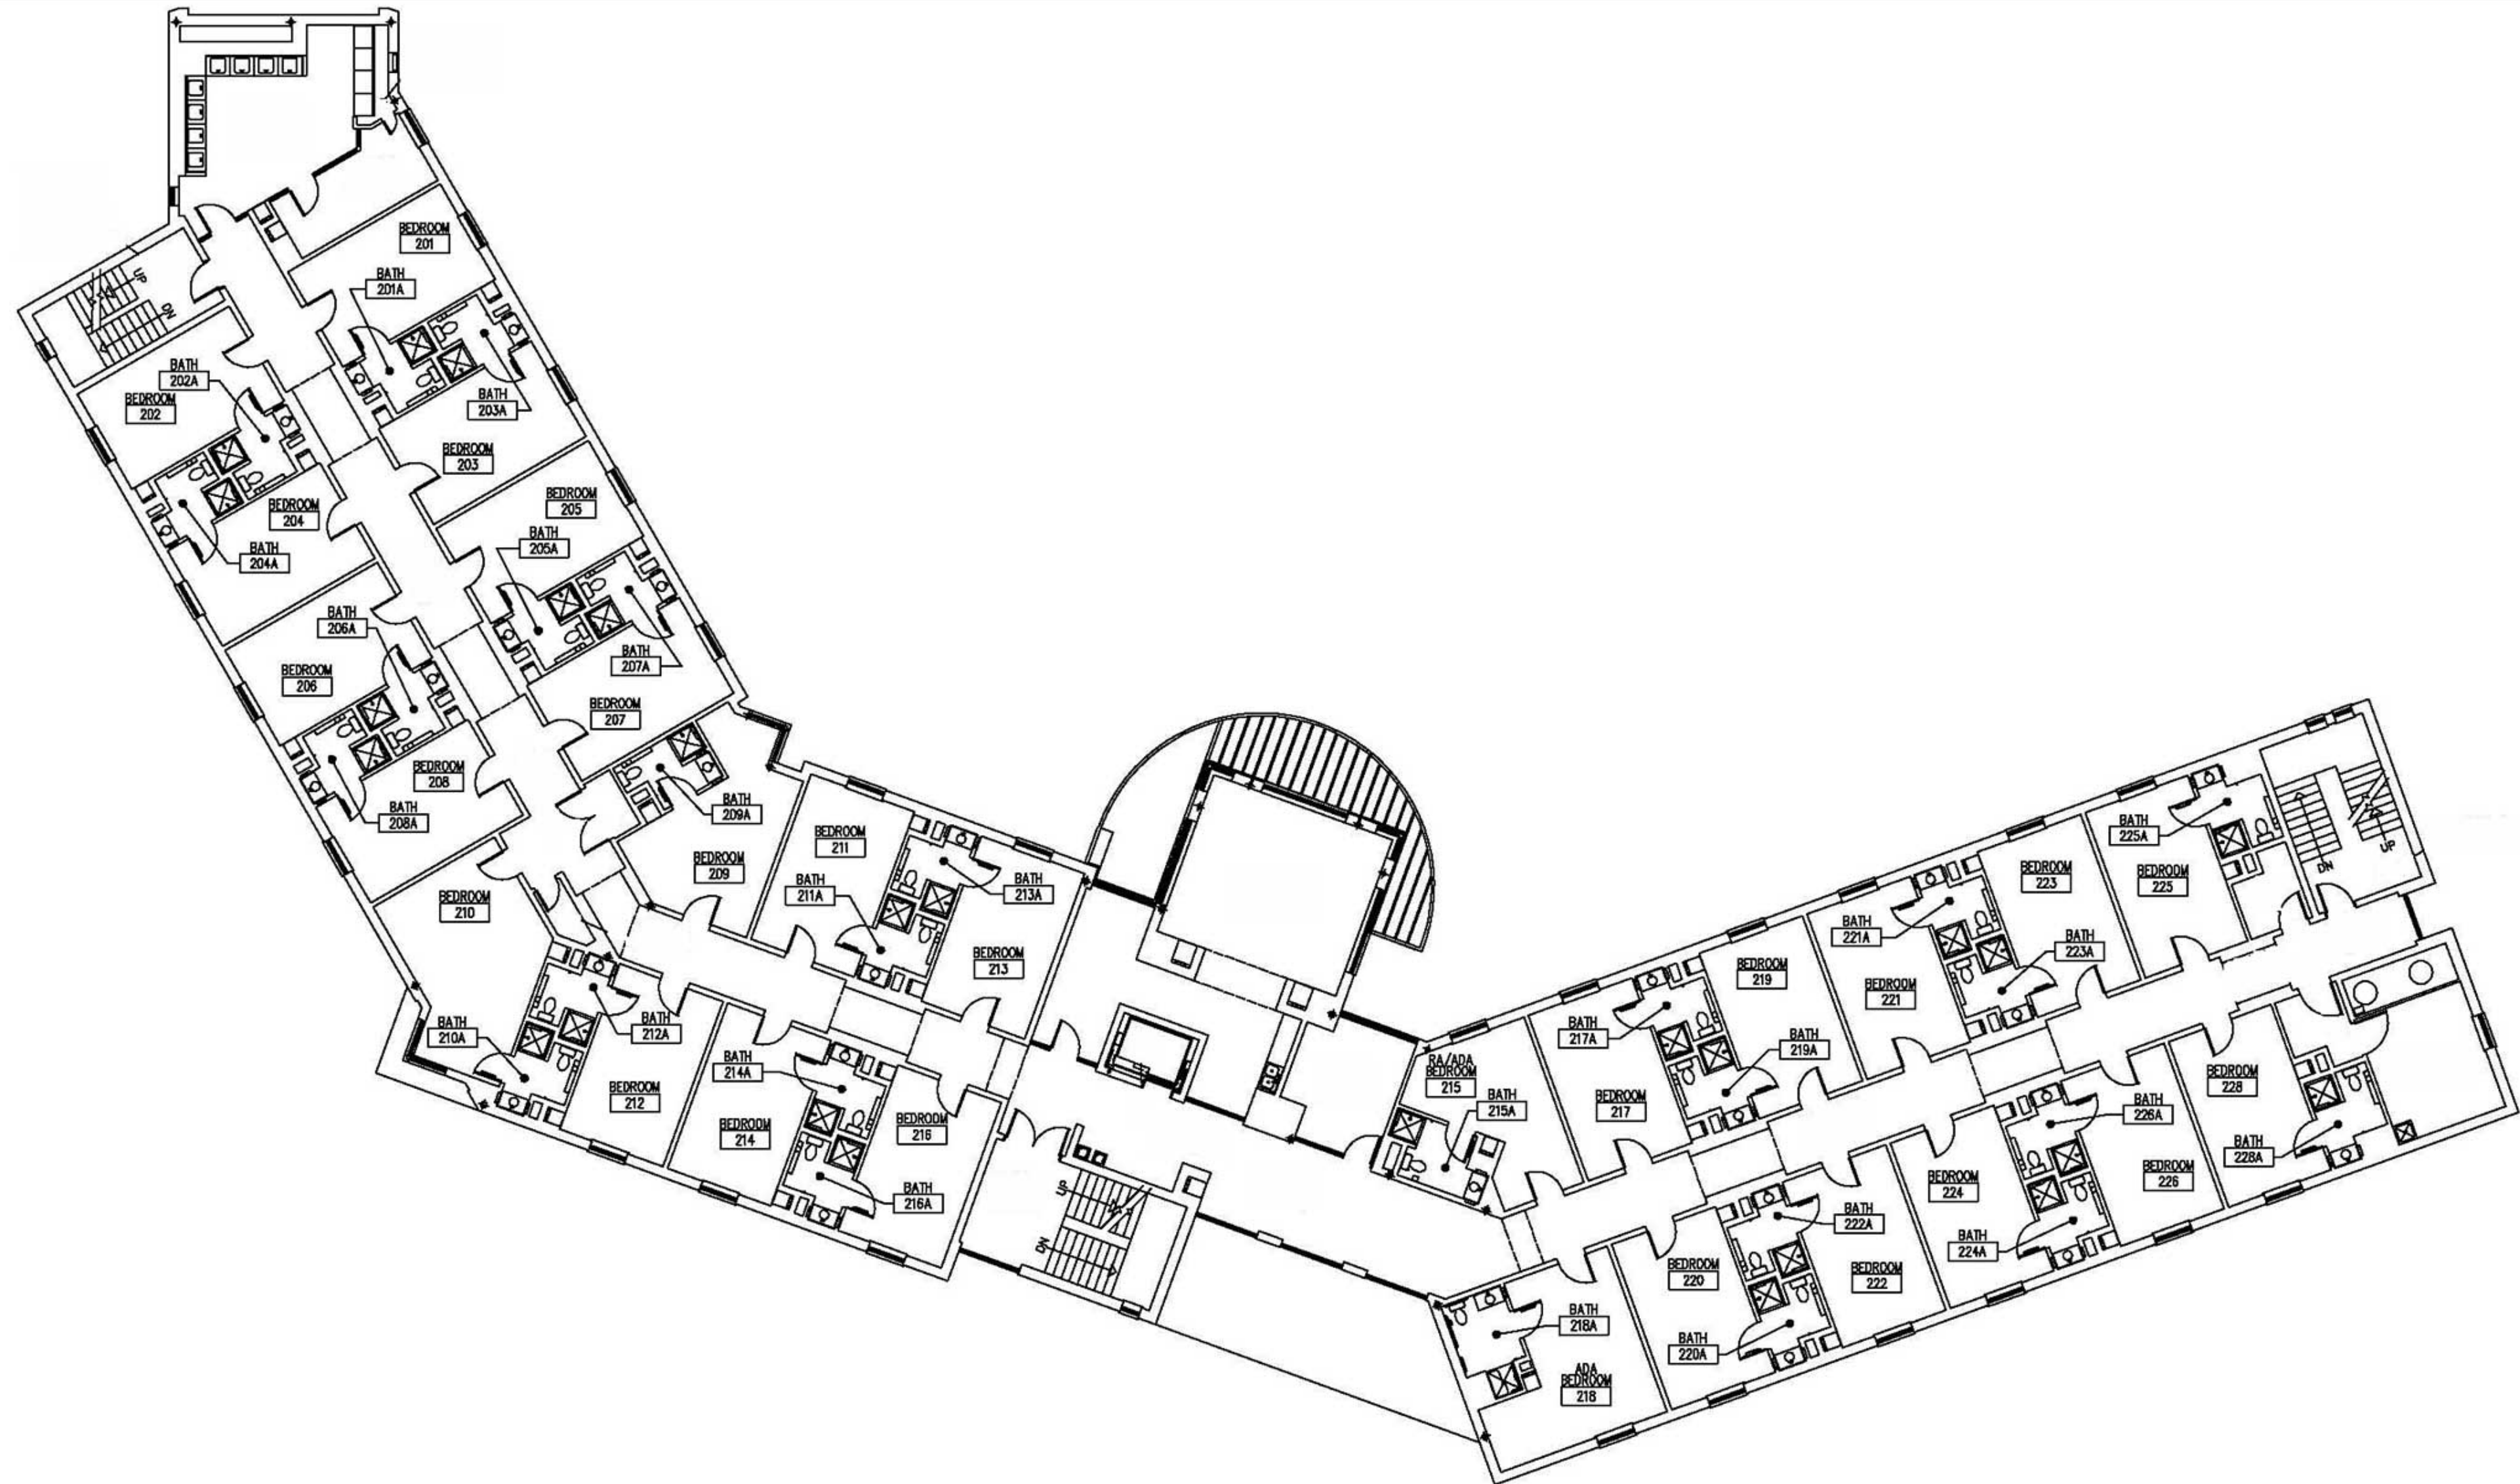 BEDROOM
201
BATH
201A
UP
DN
BATH
202A
BEDROOM
202
BATH
203A
BEDROOM
203
BEDROOM
204
BATH
204A
BEDROOM
205
BATH
205A
BATH
206A
BEDROOM
206
BATH
207A
BEDROOM
207
BEDROOM
208
BATH
208A
BATH
209A
BEDROOM
209
BEDROOM
210
BATH
210A
BEDROOM
211
BATH
211A
BATH
213A
BEDROOM
213
BATH
212A
BEDROOM
212
BATH
214A
BEDROOM
214
BEDROOM
216
BATH
216A
UP
DN
RA/ADA
BEDROOM
215
BATH
215A
BATH
217A
BEDROOM
217
BEDROOM
219
BATH
219A
BATH
218A
ADA
BEDROOM
218
BEDROOM
220
BATH
220A
BATH
222A
BEDROOM
222
BATH
221A
BEDROOM
221
BEDROOM
223
BATH
223A
BATH
225A
BEDROOM
225
DN
UP
BEDROOM
224
BATH
224A
BATH
226A
BEDROOM
226
BEDROOM
228
BATH
228A